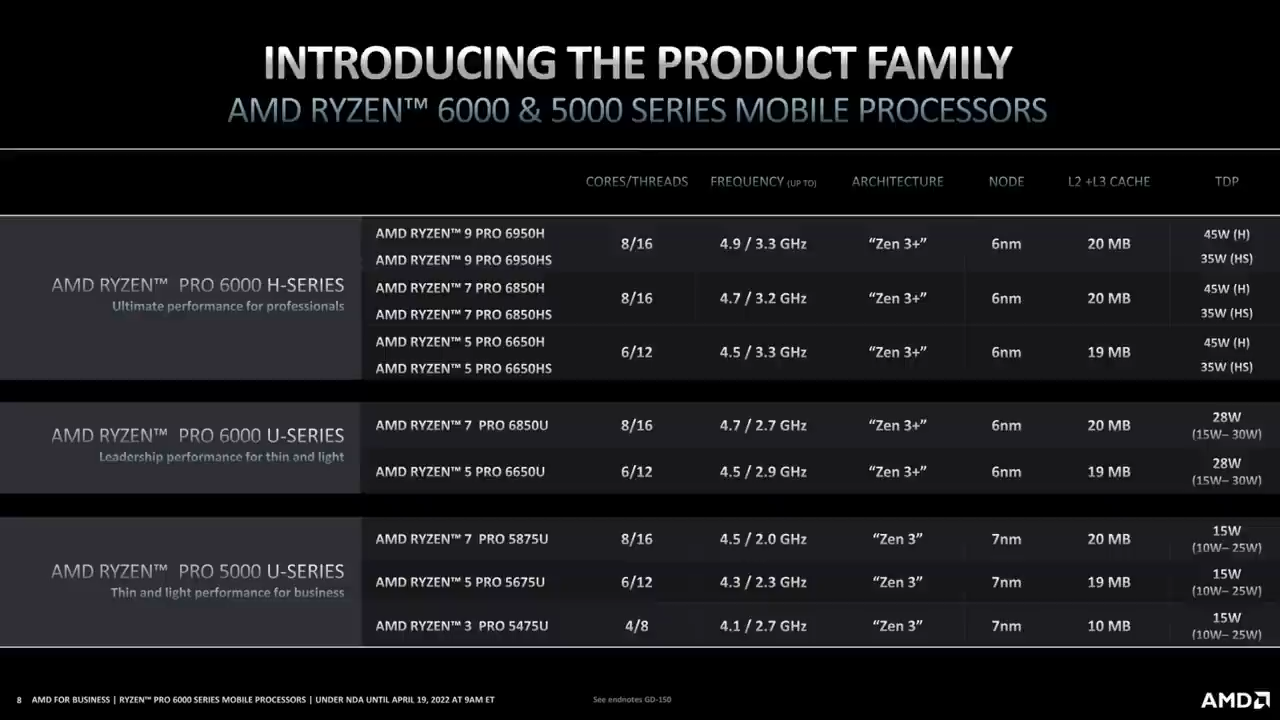 INTRODUCING THE PRODUCT FAMILY
AMD RYZEN™ 6000 & 5000 SERIES MOBILE PROCESSORS
CORES/THREADS FREQUENCY (UP TO) ARCHITECTURE NODE L2 +L3 CACHE TDP
AMD RYZEN™ PRO 6000 H-SERIES
Ultimate performance for professionals
AMD RYZEN™ 9 PRO 6950H
AMD RYZEN™ 9 PRO 6950HS
8/16 4.9 / 3.3 GHz “Zen 3+” 6nm 20 MB
45W (H)
35W (HS)
AMD RYZEN™ 7 PRO 6850H
AMD RYZEN™ 7 PRO 6850HS
8/16 4.7 / 3.2 GHz “Zen 3+” 6nm 20 MB
45W (H)
35W (HS)
AMD RYZEN™ 5 PRO 6650H
AMD RYZEN™ 5 PRO 6650HS
6/12 4.5 / 3.3 GHz “Zen 3+” 6nm 19 MB
45W (H)
35W (HS)
AMD RYZEN™ PRO 6000 U-SERIES
Leadership performance for thin and light
AMD RYZEN™ 7 PRO 6850U 8/16 4.7 / 2.7 GHz “Zen 3+” 6nm 20 MB 28W
(15W– 30W)
AMD RYZEN™ 5 PRO 6650U 6/12 4.5 / 2.9 GHz “Zen 3+” 6nm 19 MB 28W
(15W– 30W)
AMD RYZEN™ PRO 5000 U-SERIES
Thin and light performance for business
AMD RYZEN™ 7 PRO 5875U 8/16 4.5 / 2.0 GHz “Zen 3” 7nm 20 MB 15W
(10W– 25W)
AMD RYZEN™ 5 PRO 5675U 6/12 4.3 / 2.3 GHz “Zen 3” 7nm 19 MB 15W
(10W– 25W)
AMD RYZEN™ 3 PRO 5475U 4/8 4.1 / 2.7 GHz “Zen 3” 7nm 10 MB 15W
(10W– 25W)
8 AMD FOR BUSINESS | RYZEN™ PRO 6000 SERIES MOBILE PROCESSORS | UNDER NDA UNTIL APRIL 19, 2022 AT 9AM ET
See endnotes GD-150
AMD